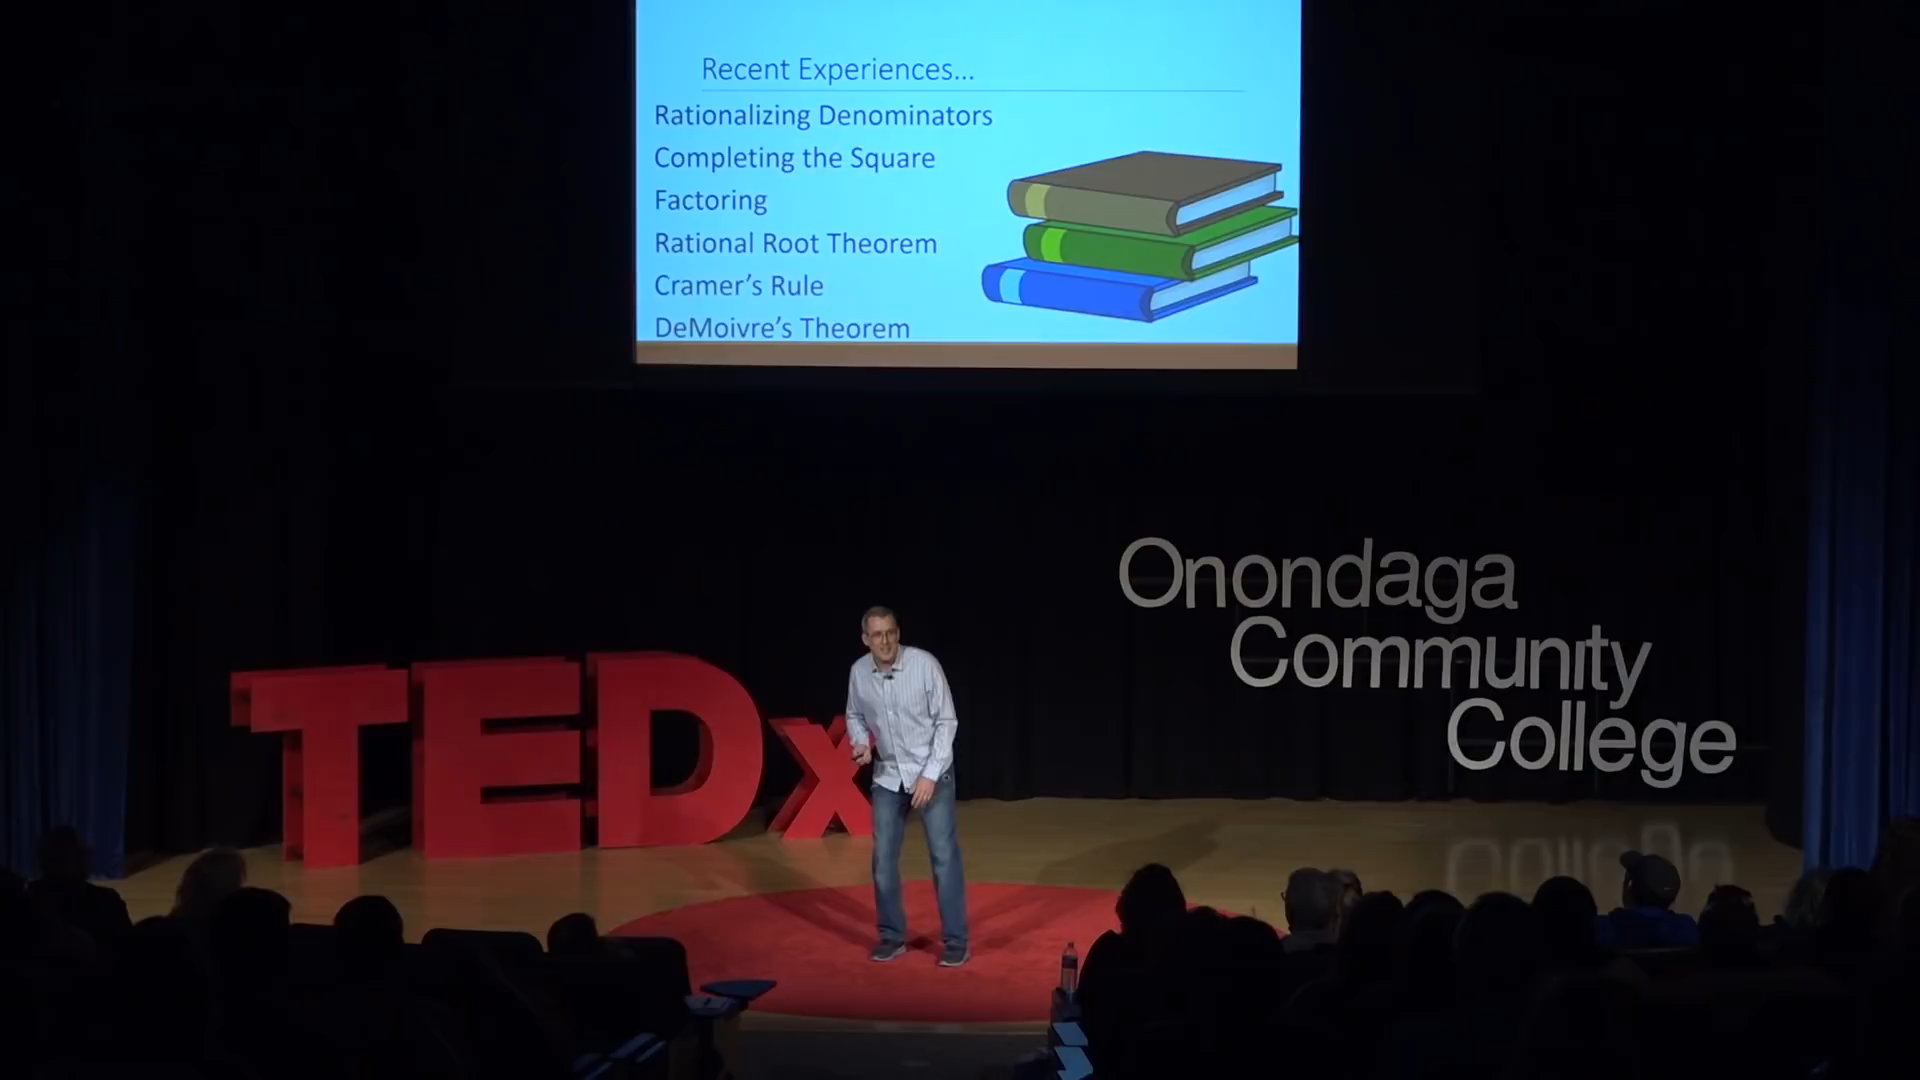 Recent Experiences...
Rationalizing Denominators
Completing the Square
Factoring
Rational Root Theorem
Cramer's Rule
DeMoivre's Theorem
TEDx
Onondaga
Community
College